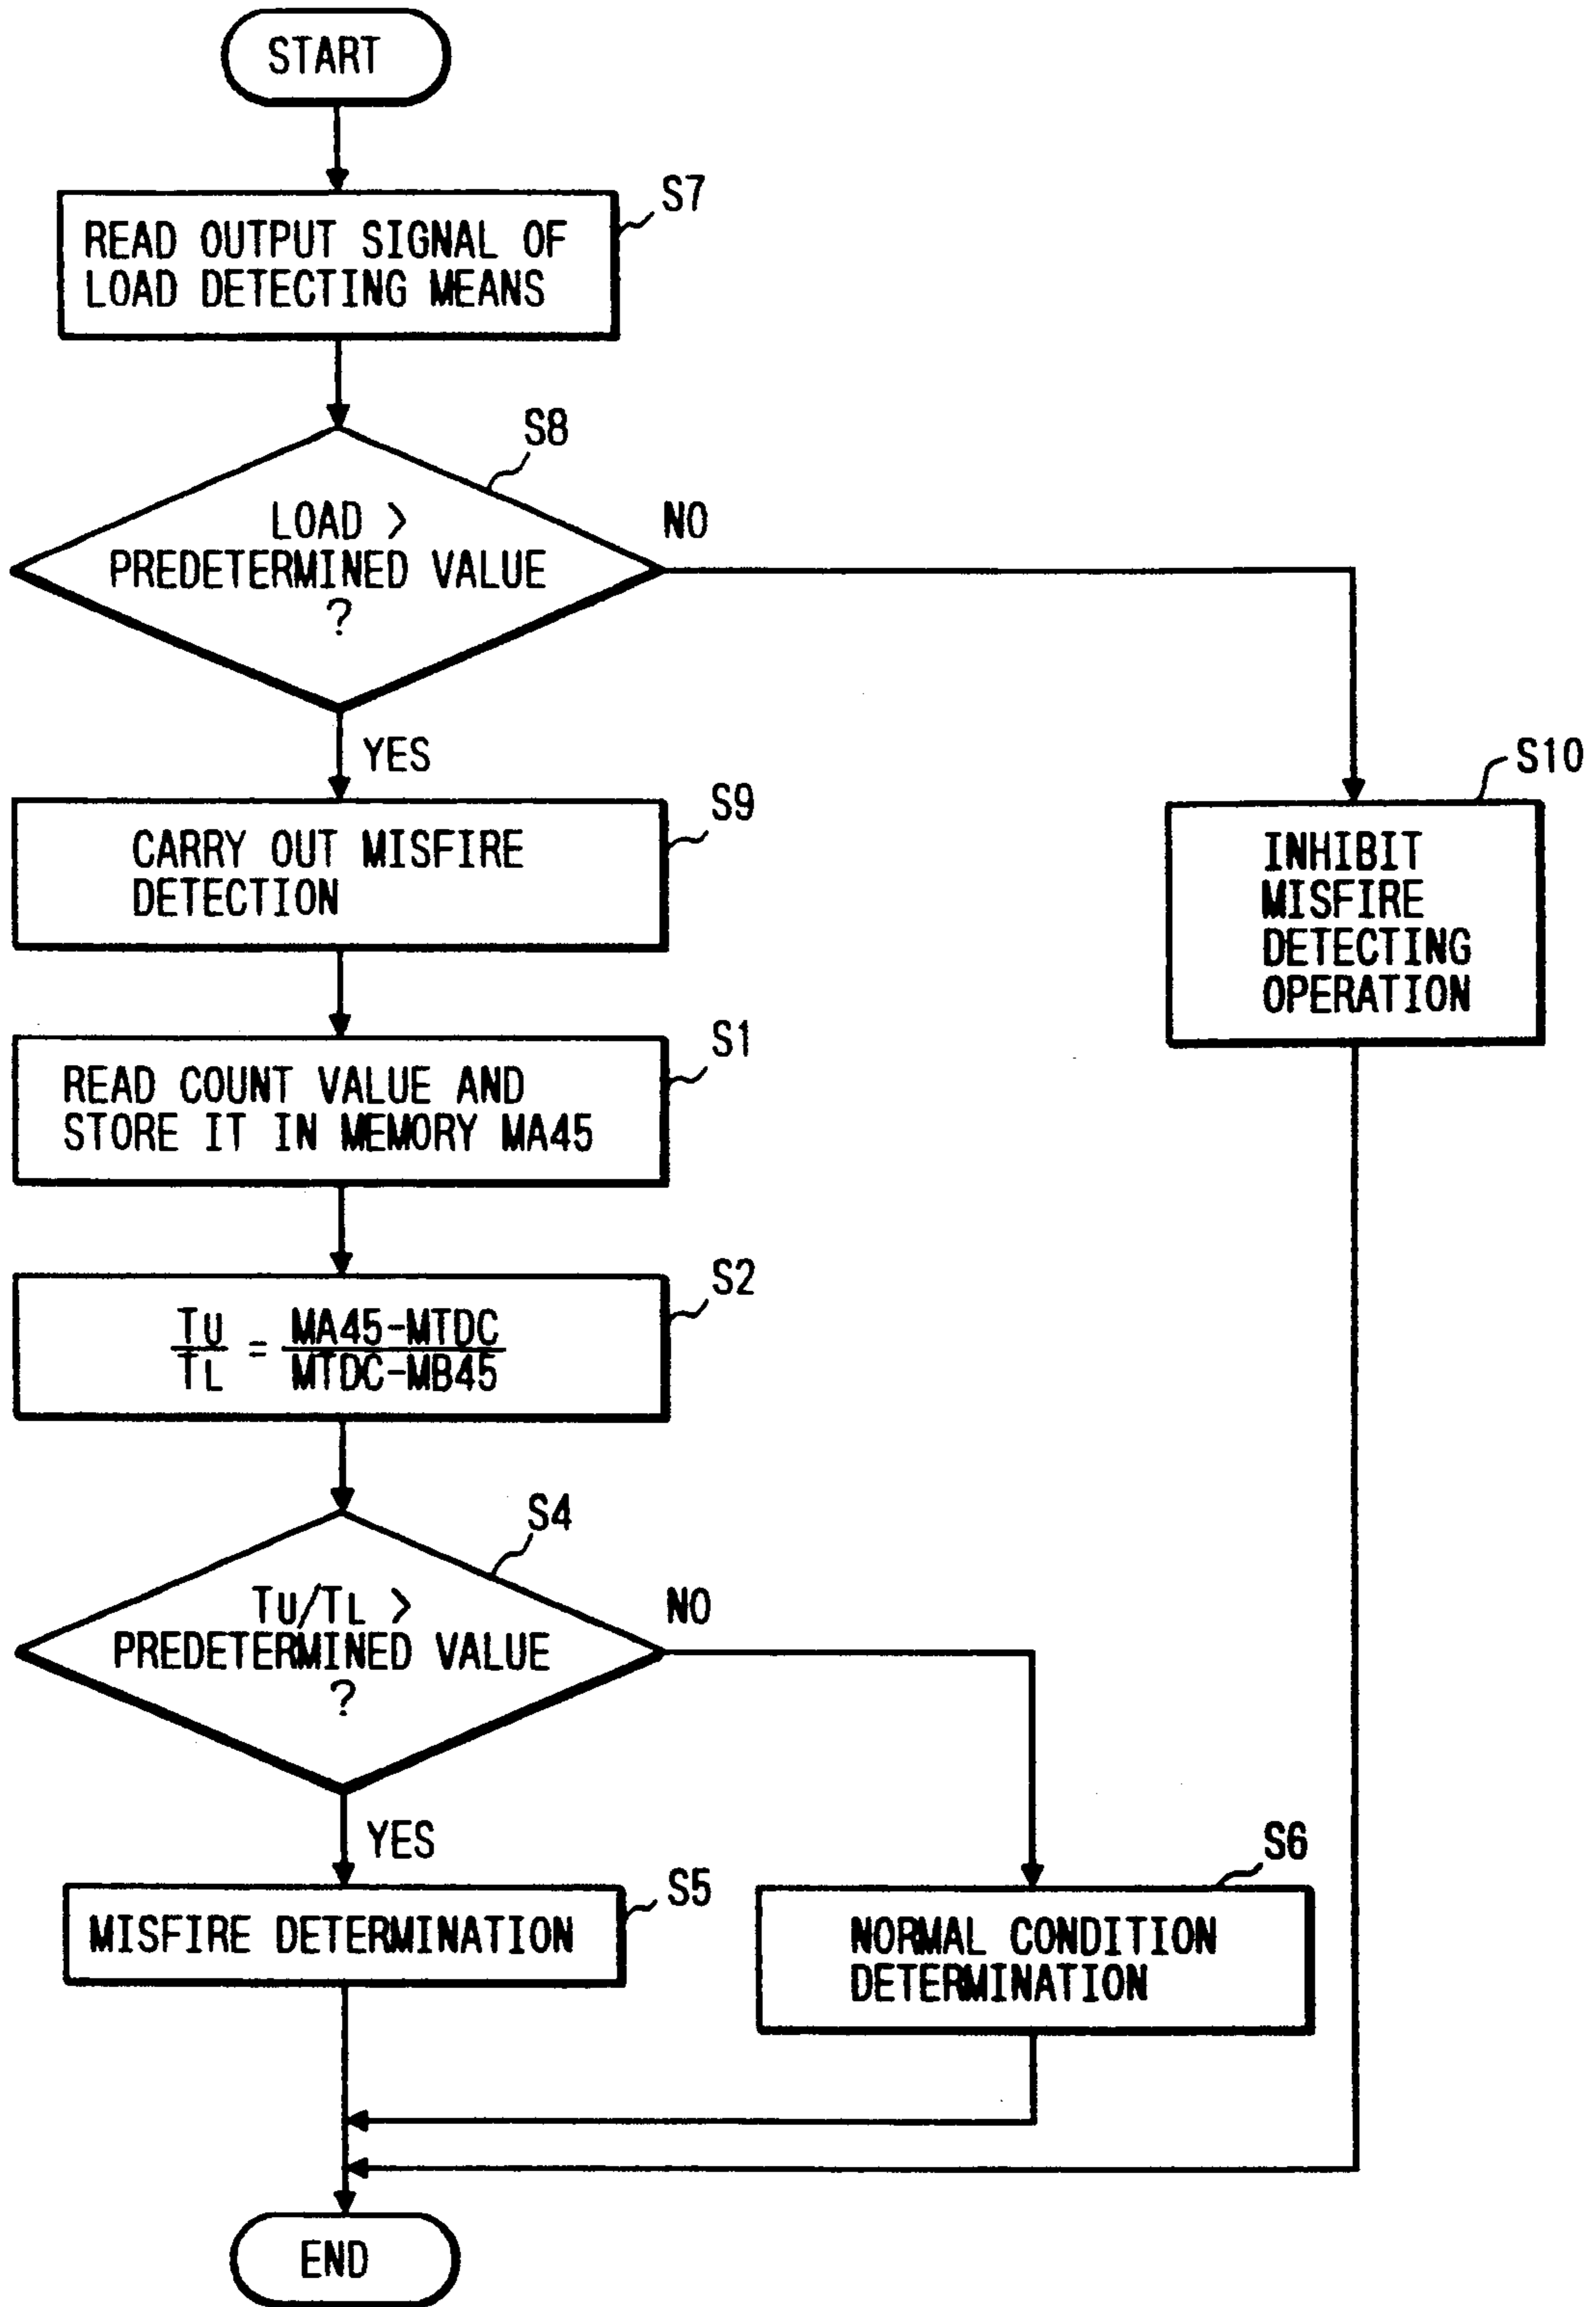 START
S7
READ OUTPUT SIGNAL OF
LOAD DETECTING MEANS
S8
LOAD >
PREDETERMINED VALUE
?
NO
YES
S9
CARRY OUT MISFIRE
DETECTION
S10
INHIBIT
MISFIRE
DETECTING
OPERATION
S1
READ COUNT VALUE AND
STORE IT IN MEMORY MA45
S2
TU/TL = MA45-MTDC/MTDC-MB45
S4
TU/TL >
PREDETERMINED VALUE
?
NO
YES
S5
MISFIRE DETERMINATION
S6
NORMAL CONDITION
DETERMINATION
END